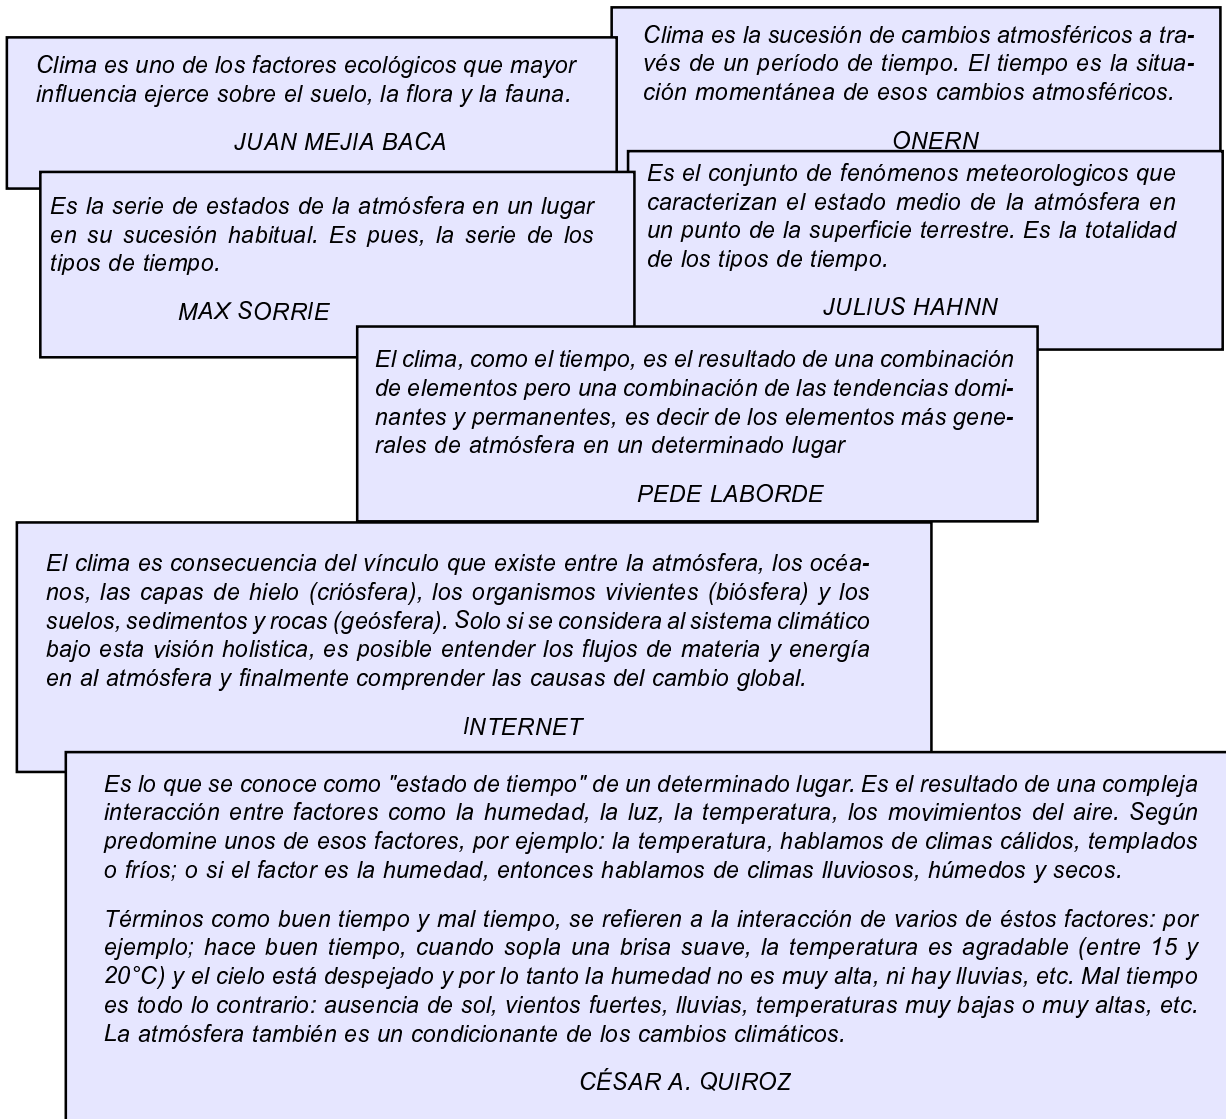 Clima es uno de los factores ecológicos que mayor
influencia ejerce sobre el suelo, la flora y la fauna.
JUAN MEJIA BACA
Clima es la sucesión de cambios atmosféricos a tra-
vés de un período de tiempo. El tiempo es la situa-
ción momentánea de esos cambios atmosféricos.
ONERN
Es la serie de estados de la atmósfera en un lugar
en su sucesión habitual. Es pues, la serie de los
tipos de tiempo.
MAX SORRIE
Es el conjunto de fenómenos meteorologicos que
caracterizan el estado medio de la atmósfera en
un punto de la superficie terrestre. Es la totalidad
de los tipos de tiempo.
JULIUS HAHNN
El clima, como el tiempo, es el resultado de una combinación
de elementos pero una combinación de las tendencias domi-
nantes y permanentes, es decir de los elementos más gene-
rales de atmósfera en un determinado lugar
PEDE LABORDE
El clima es consecuencia del vínculo que existe entre la atmósfera, los océa-
nos, las capas de hielo (criósfera), los organismos vivientes (biósfera) y los
suelos, sedimentos y rocas (geósfera). Solo si se considera al sistema climático
bajo esta visión holistica, es posible entender los flujos de materia y energía
en al atmósfera y finalmente comprender las causas del cambio global.
INTERNET
Es lo que se conoce como "estado de tiempo" de un determinado lugar. Es el resultado de una compleja
interacción entre factores como la humedad, la luz, la temperatura, los movimientos del aire. Según
predomine unos de esos factores, por ejemplo: la temperatura, hablamos de climas cálidos, templados
o fríos; o si el factor es la humedad, entonces hablamos de climas lluviosos, húmedos y secos.
Términos como buen tiempo y mal tiempo, se refieren a la interacción de varios de éstos factores: por
ejemplo; hace buen tiempo, cuando sopla una brisa suave, la temperatura es agradable (entre 15 y
20°C) y el cielo está despejado y por lo tanto la humedad no es muy alta, ni hay lluvias, etc. Mal tiempo
es todo lo contrario: ausencia de sol, vientos fuertes, lluvias, temperaturas muy bajas o muy altas, etc.
La atmósfera también es un condicionante de los cambios climáticos.
CÉSAR A. QUIROZ